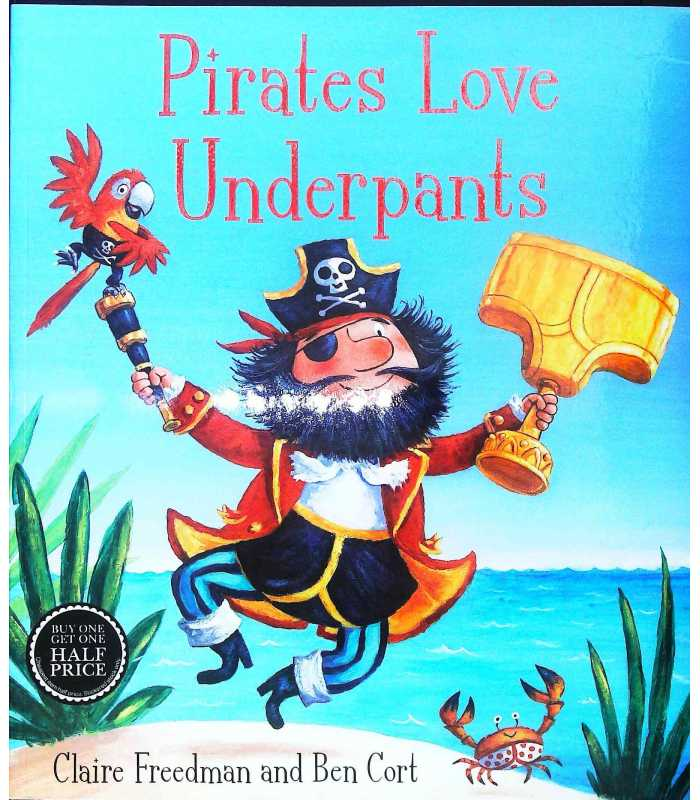 Pirates Love
Underpants
BUY ONE
GET ONE
HALF
PRICE
Claire Freedman and Ben Cort